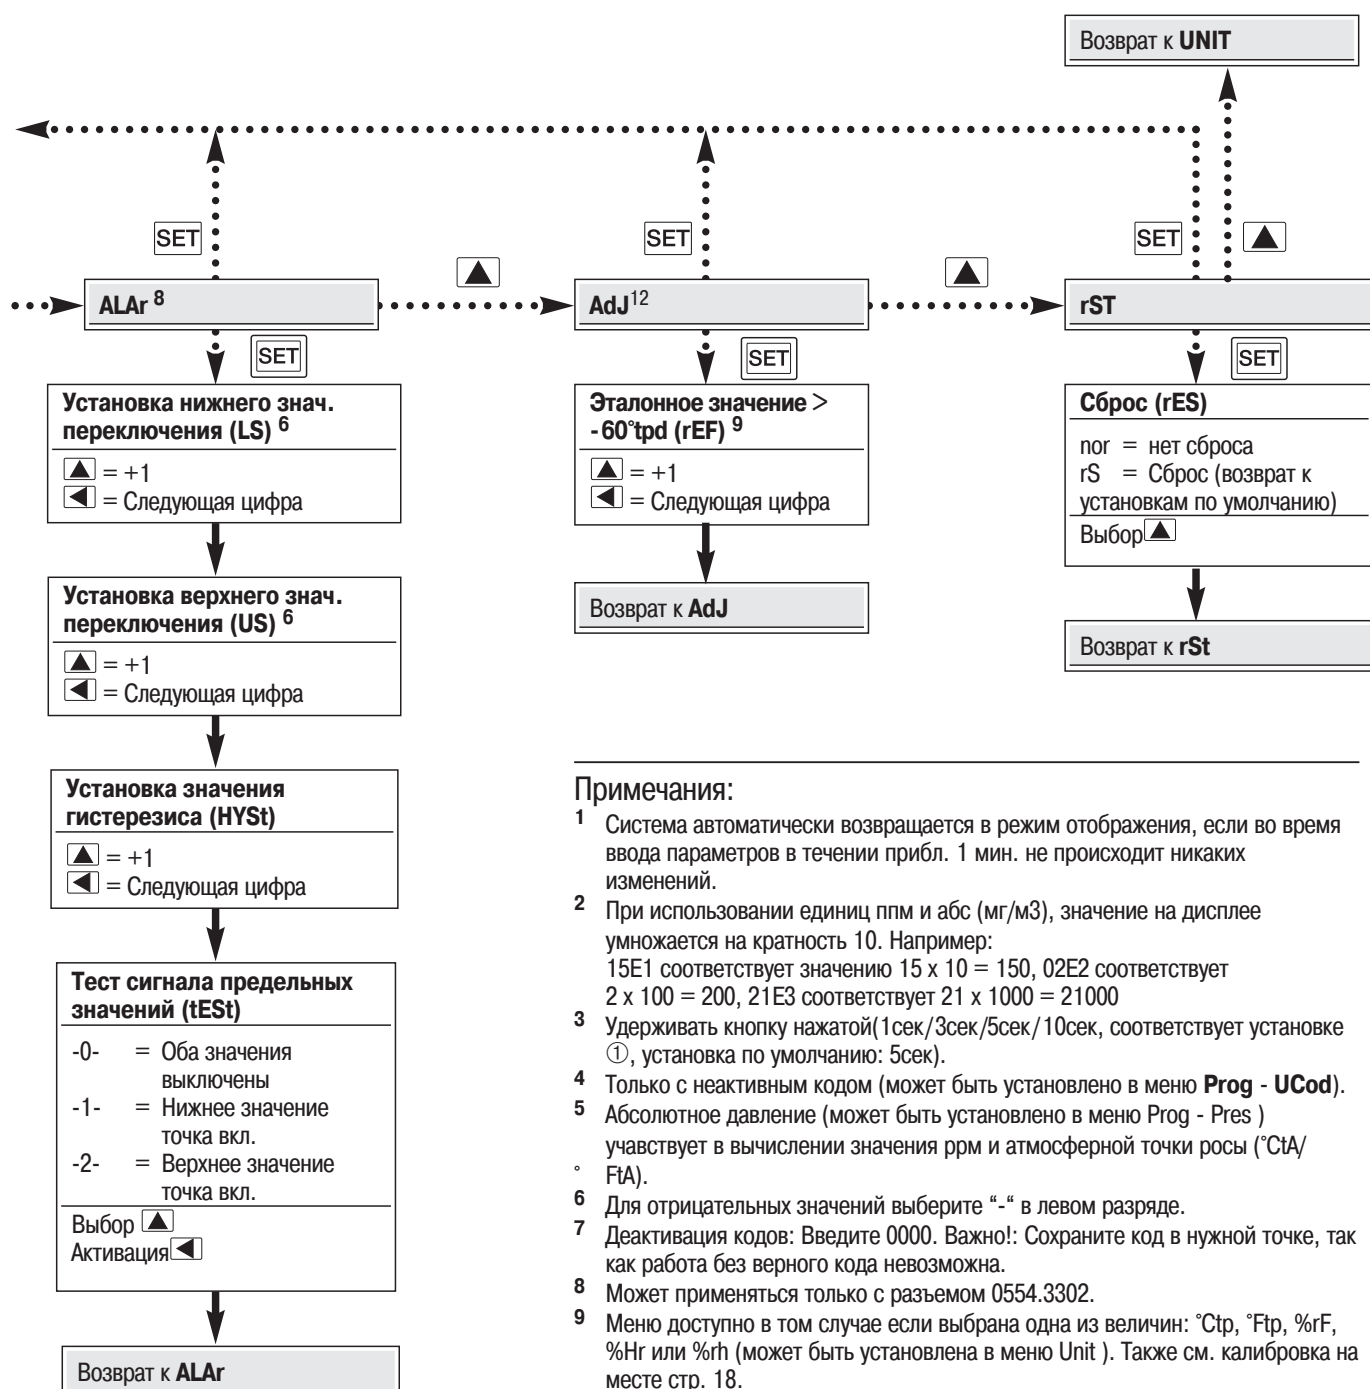 Возврат к UNIT
SET
SET
SET
ALAr 8
AdJ12
rST
SET
SET
SET
Установка нижнего знач.
переключения (LS) 6
▲ = +1
◀ = Следующая цифра
Эталонное значение >
- 60°tpd (rEF) 9
▲ = +1
◀ = Следующая цифра
Сброс (rES)
nor = нет сброса
rS = Сброс (возврат к
установкам по умолчанию)
Выбор▲
Установка верхнего знач.
переключения (US) 6
▲ = +1
◀ = Следующая цифра
Возврат к AdJ
Возврат к rSt
Установка значения
гистерезиса (HYSt)
▲ = +1
◀ = Следующая цифра
Тест сигнала предельных
значений (tESt)
-0- = Оба значения
выключены
-1- = Нижнее значение
точка вкл.
-2- = Верхнее значение
точка вкл.
Выбор ▲
Активация◀
Возврат к ALAr
Примечания:
1 Система автоматически возвращается в режим отображения, если во время
ввода параметров в течении прибл. 1 мин. не происходит никаких
изменений.
2 При использовании единиц ппм и абс (мг/м3), значение на дисплее
умножается на кратность 10. Например:
15E1 соответствует значению 15 x 10 = 150, 02E2 соответствует
2 x 100 = 200, 21E3 соответствует 21 x 1000 = 21000
3 Удерживать кнопку нажатой(1сек/3сек/5сек/10сек, соответствует установке
①, установка по умолчанию: 5сек).
4 Только с неактивным кодом (может быть установлено в меню Prog - UCod).
5 Абсолютное давление (может быть установлено в меню Prog - Pres )
учавствует в вычислении значения ppм и атмосферной точки росы (°CtA/
° FtA).
6 Для отрицательных значений выберите “-“ в левом разряде.
7 Деактивация кодов: Введите 0000. Важно!: Сохраните код в нужной точке, так
как работа без верного кода невозможна.
8 Может применяться только с разъемом 0554.3302.
9 Меню доступно в том случае если выбрана одна из величин: °Ctp, °Ftp, %rF,
%Hr или %rh (может быть установлена в меню Unit ). Также см. калибровка на
месте стр. 18.